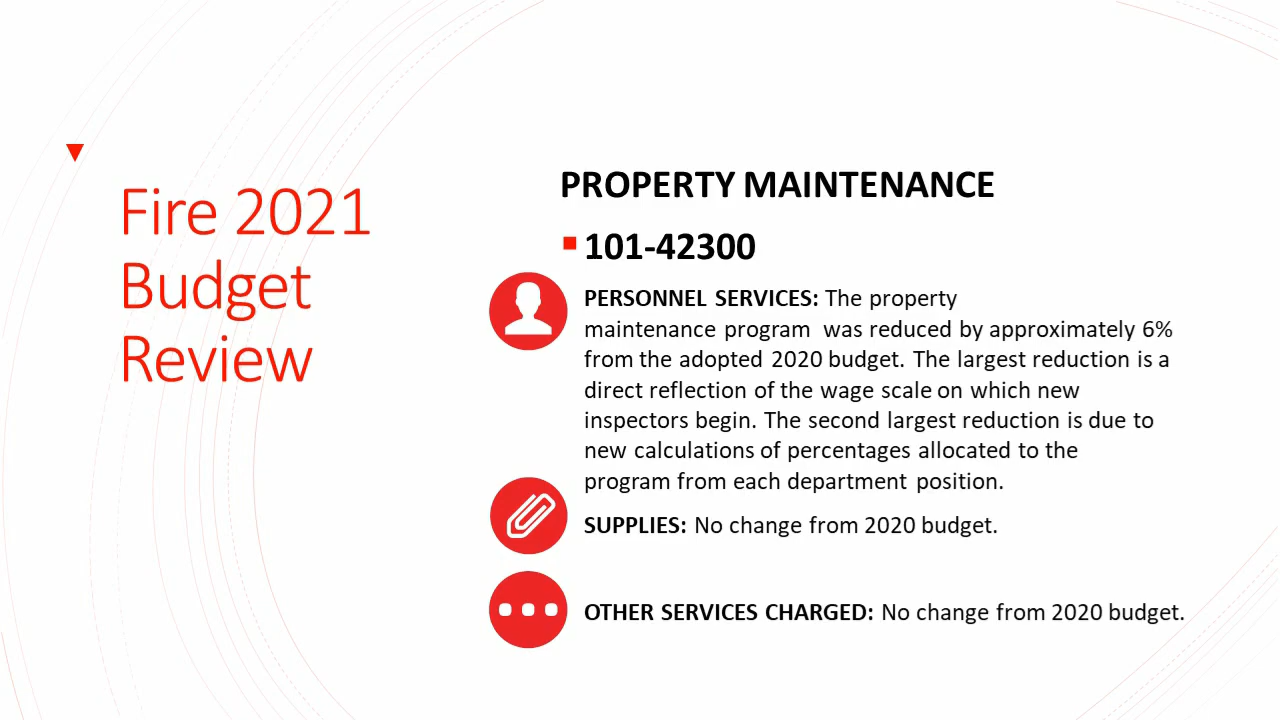 Fire 2021
Budget
Review
PROPERTY MAINTENANCE
101-42300
PERSONNEL SERVICES: The property
maintenance program was reduced by approximately 6%
from the adopted 2020 budget. The largest reduction is a
direct reflection of the wage scale on which new
inspectors begin. The second largest reduction is due to
new calculations of percentages allocated to the
program from each department position.
SUPPLIES: No change from 2020 budget.
OTHER SERVICES CHARGED: No change from 2020 budget.